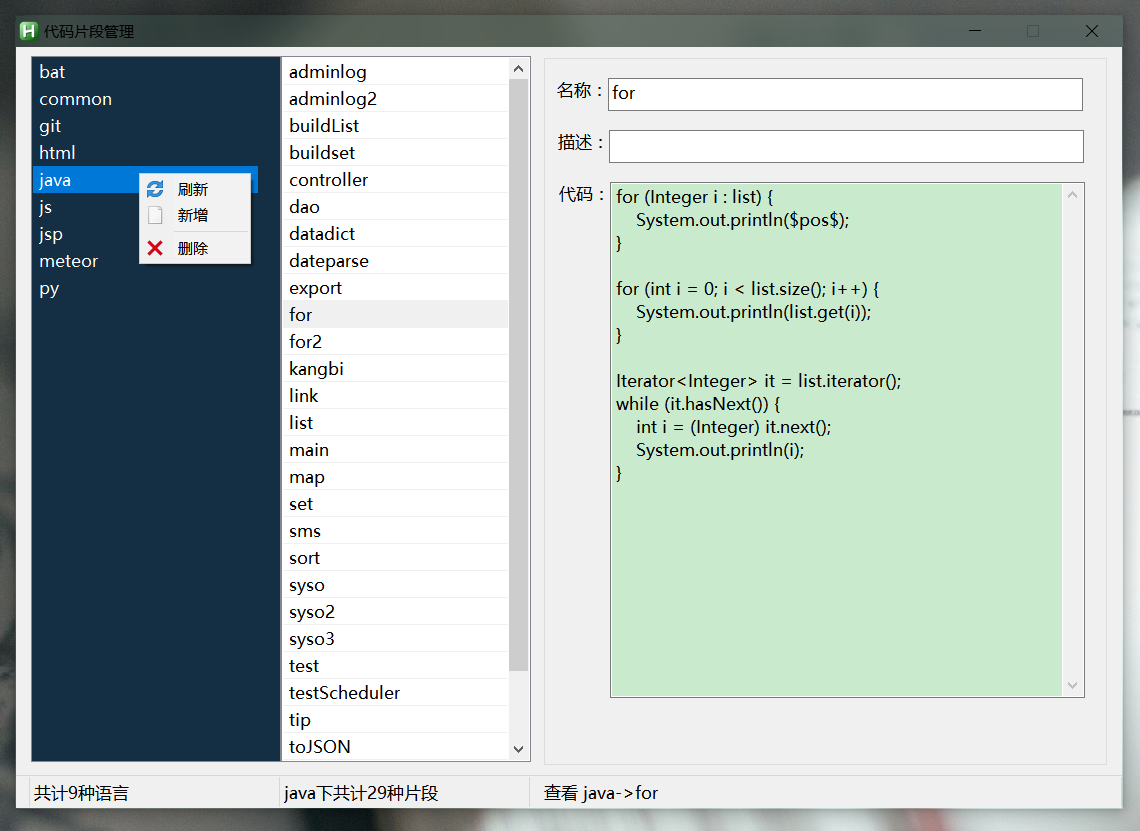 代码片段管理
bat
common
git
html
java
js
jsp
meteor
py
刷新
新增
删除
adminlog
adminlog2
buildList
buildset
controller
dao
datadict
dateparse
export
for
for2
kangbi
link
list
main
map
set
sms
sort
syso
syso2
syso3
test
testScheduler
tip
toJSON
名称：for
描述：
代码：
for (Integer i : list) {
    System.out.println($pos$);
}
for (int i = 0; i < list.size(); i++) {
    System.out.println(list.get(i));
}
Iterator<Integer> it = list.iterator();
while (it.hasNext()) {
    int i = (Integer) it.next();
    System.out.println(i);
}
共计9种语言
java下共计29种片段
查看 java->for